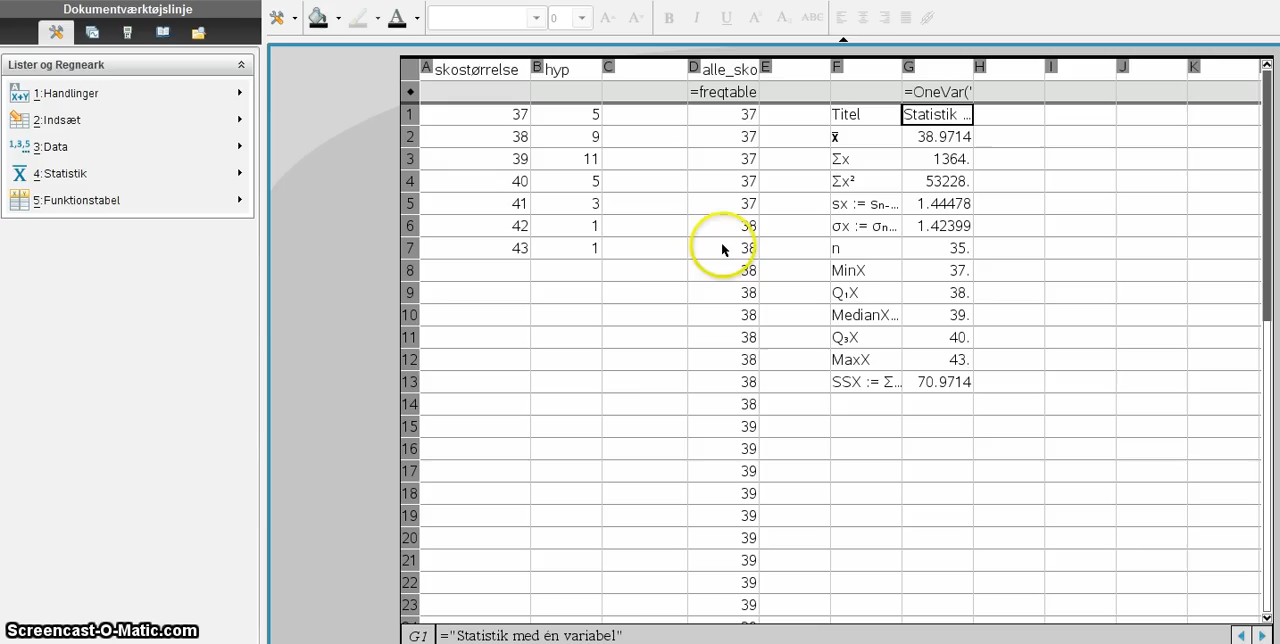 Dokumentværktøjslinje
Lister og Regneark
1:Handlinger
2:Indsæt
1,3,5 3:Data
x̄ 4:Statistik
5:Funktionstabel
0 A A A
B I U A A ABC
A skostørrelse B hyp C D alle_sko E F G H I J K
◆ =freqtable =OneVar('
1 37 5 37 Titel Statistik ...
2 38 9 37 x̄ 38.9714
3 39 11 37 Σx 1364.
4 40 5 37 Σx² 53228.
5 41 3 37 sx := sₙ-... 1.44478
6 42 1 38 σx := σₙ... 1.42399
7 43 1 38 n 35.
8 38 MinX 37.
9 38 Q₁X 38.
10 38 MedianX... 39.
11 38 Q₃X 40.
12 38 MaxX 43.
13 38 SSX := Σ... 70.9714
14 38
15 39
16 39
17 39
18 39
19 39
20 39
21 39
22 39
23 39
G1 ="Statistik med én variabel"
Screencast-O-Matic.com